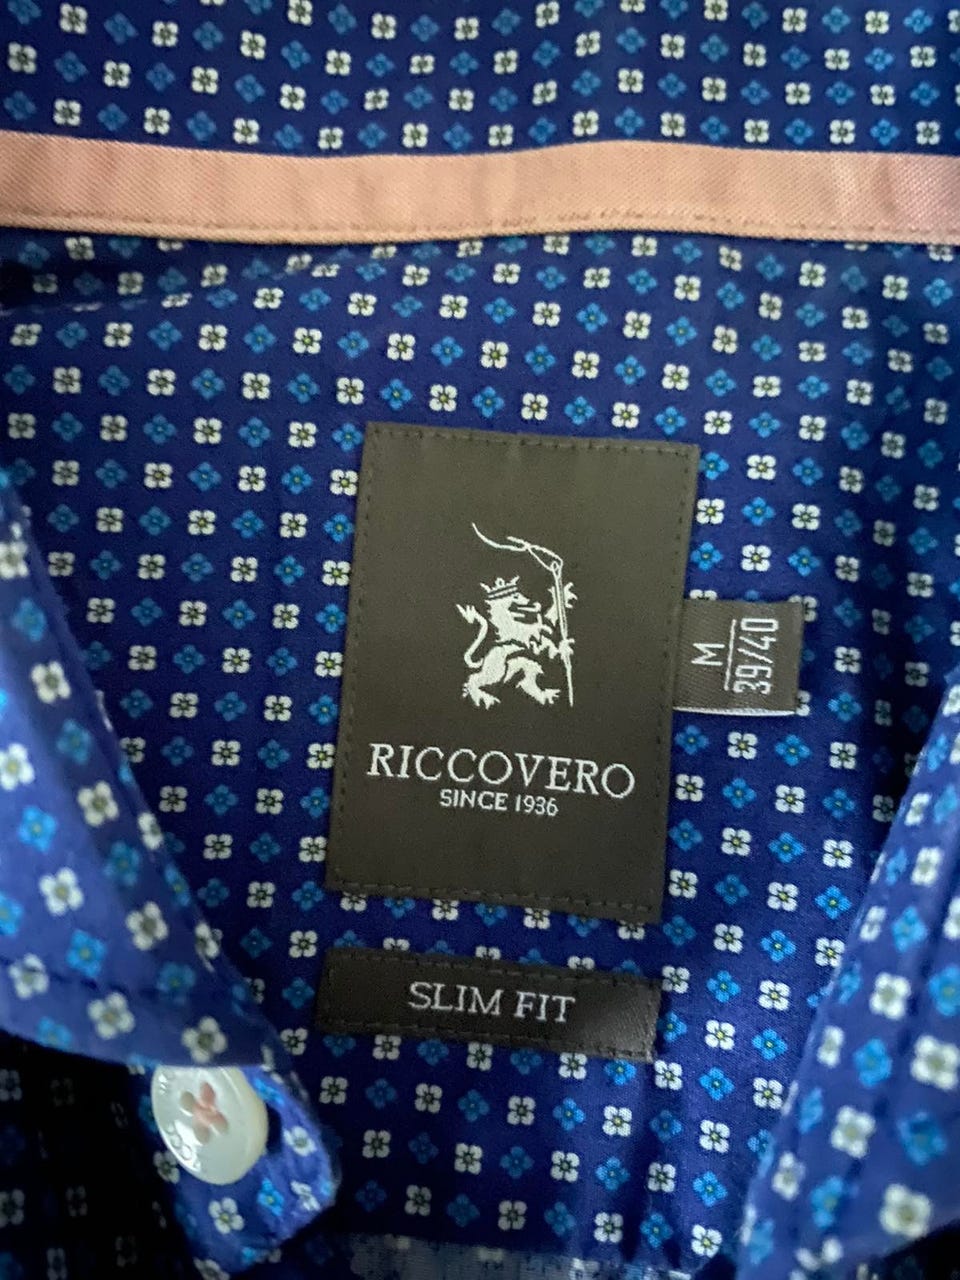 RICCOVERO
SINCE 1936
M
39/40
SLIM FIT